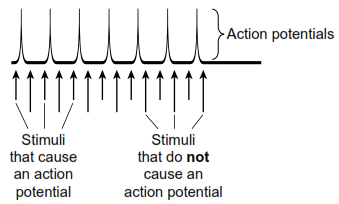 Action potentials
Stimuli
that cause
an action
potential
Stimuli
that do not
cause an
action potential